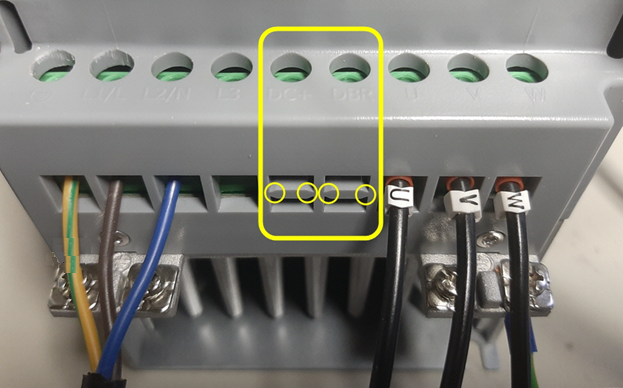 L1/L L2/N L3 DC+ DBR U V W
U V W